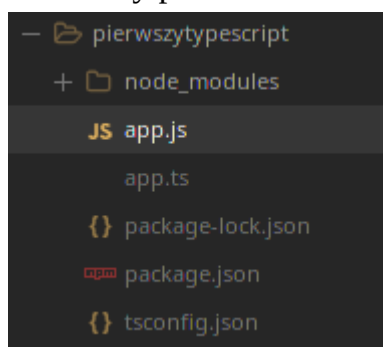 pierwszytypescript
node_modules
JS app.js
app.ts
{} package-lock.json
npm package.json
{} tsconfig.json